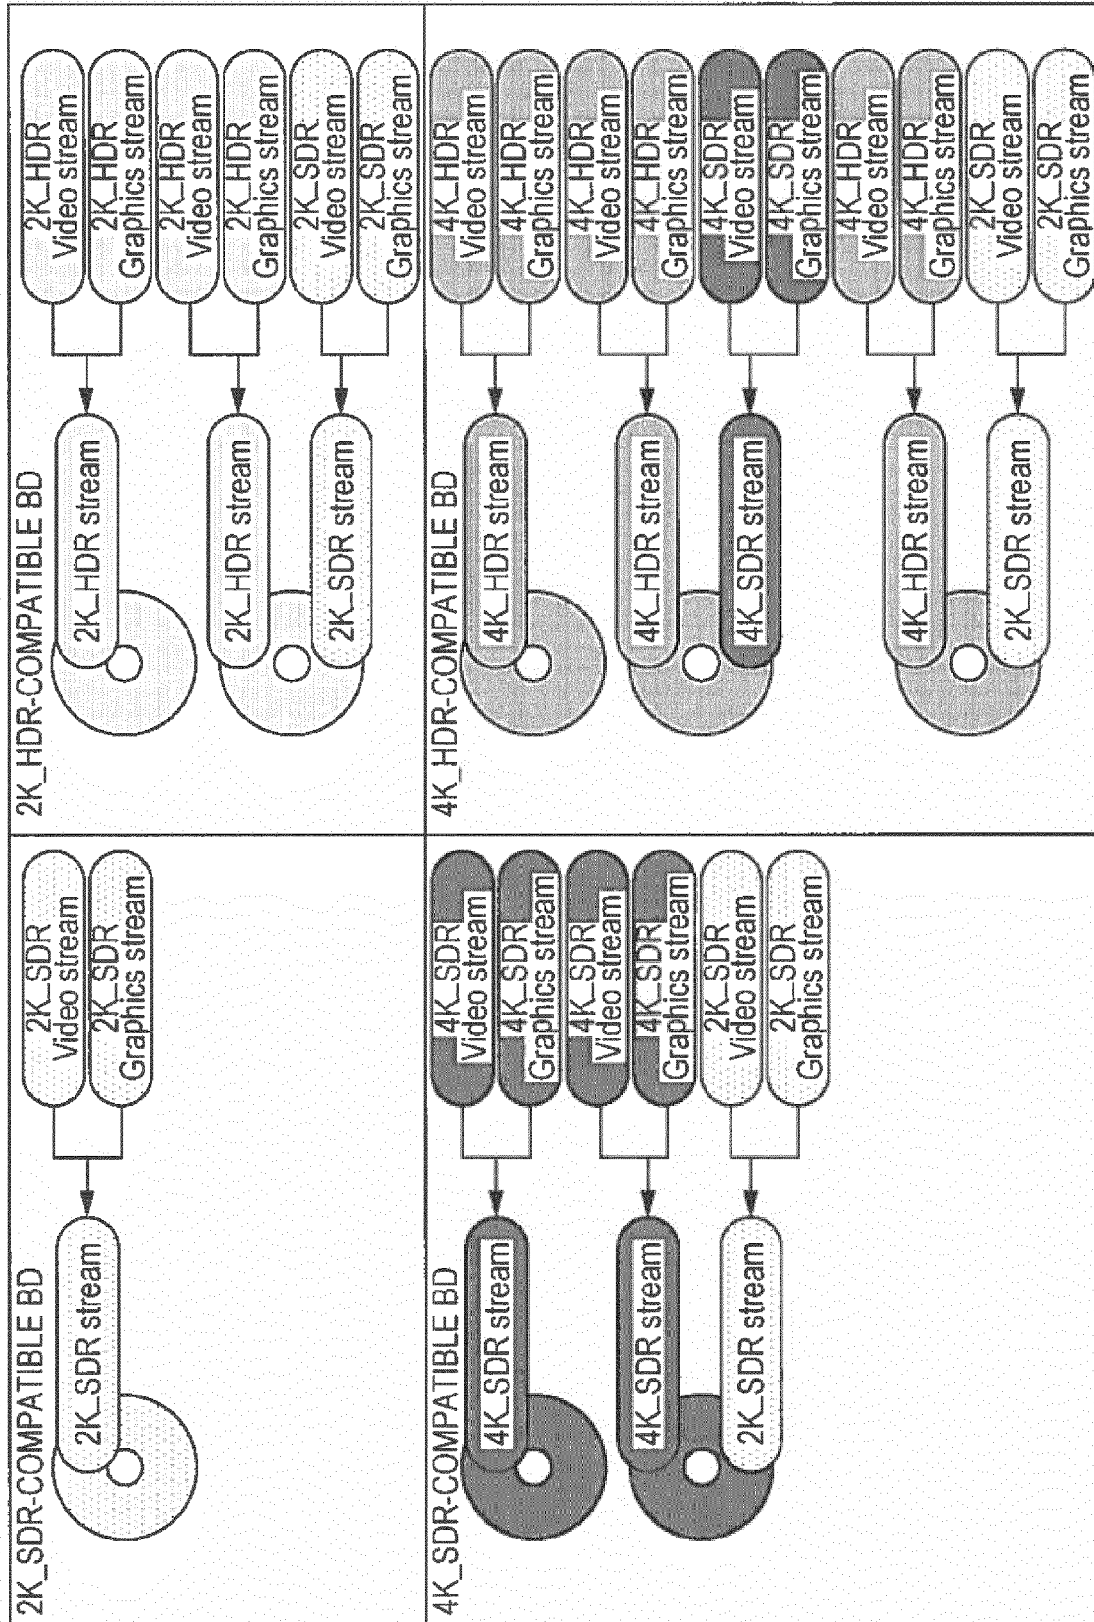 2K_SDR-COMPATIBLE BD
2K_SDR stream
2K_SDR
Video stream
2K_SDR
Graphics stream
2K_HDR-COMPATIBLE BD
2K_HDR stream
2K_HDR
Video stream
2K_HDR
Graphics stream
2K_HDR stream
2K_HDR
Video stream
2K_HDR
Graphics stream
2K_SDR stream
2K_SDR
Video stream
2K_SDR
Graphics stream
4K_SDR-COMPATIBLE BD
4K_SDR stream
4K_SDR
Video stream
4K_SDR
Graphics stream
4K_SDR stream
4K_SDR
Video stream
4K_SDR
Graphics stream
2K_SDR stream
2K_SDR
Video stream
2K_SDR
Graphics stream
4K_HDR-COMPATIBLE BD
4K_HDR stream
4K_HDR
Video stream
4K_HDR
Graphics stream
4K_HDR stream
4K_HDR
Video stream
4K_HDR
Graphics stream
4K_SDR stream
4K_SDR
Video stream
4K_SDR
Graphics stream
4K_HDR stream
4K_HDR
Video stream
4K_HDR
Graphics stream
2K_SDR stream
2K_SDR
Video stream
2K_SDR
Graphics stream